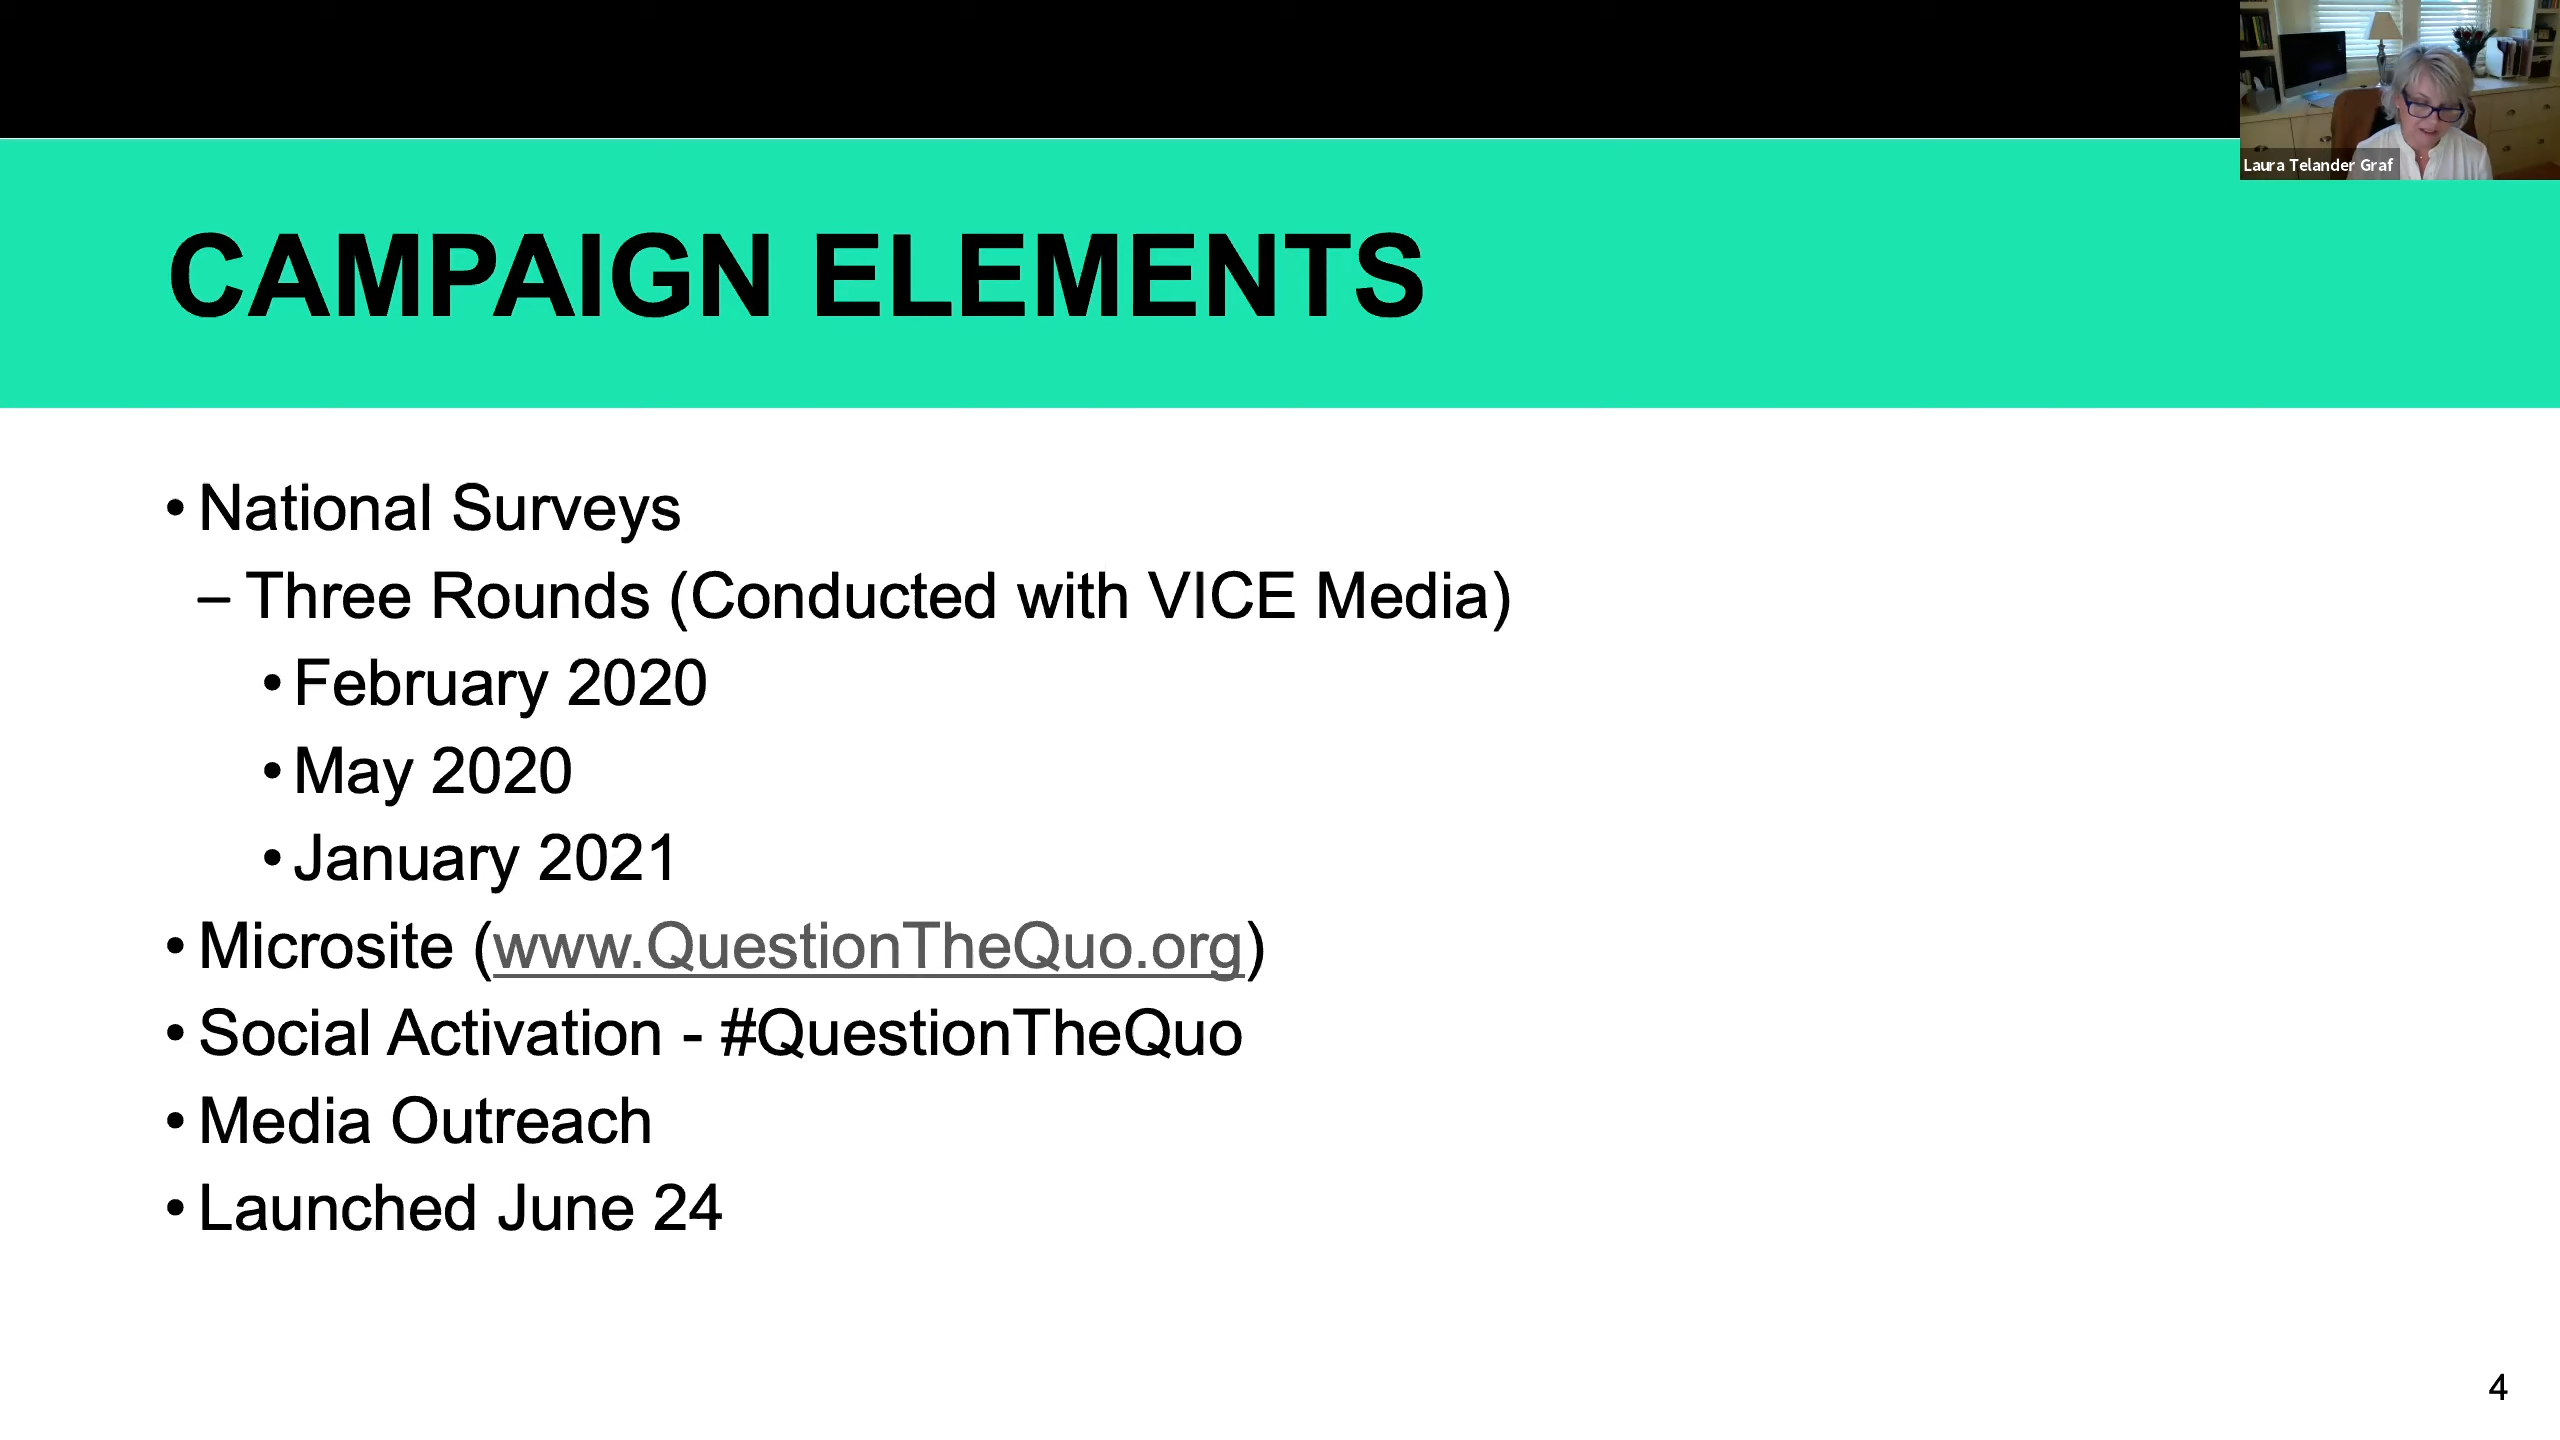 Laura Telander Graf
CAMPAIGN ELEMENTS
• National Surveys
– Three Rounds (Conducted with VICE Media)
• February 2020
• May 2020
• January 2021
• Microsite (www.QuestionTheQuo.org)
• Social Activation - #QuestionTheQuo
• Media Outreach
• Launched June 24
4